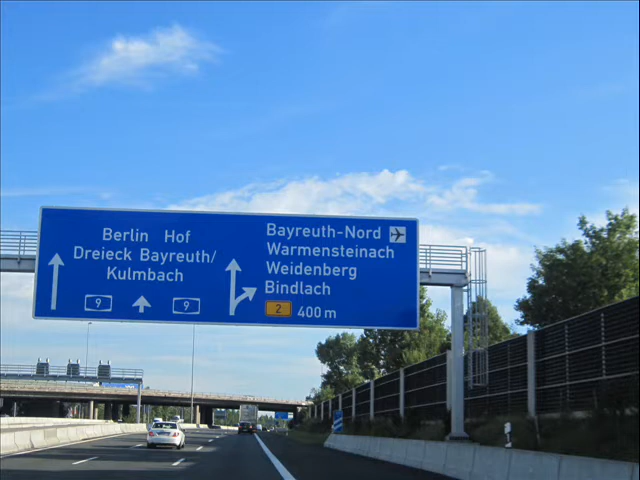 Berlin Hof
Dreieck Bayreuth/
Kulmbach
9
9
Bayreuth-Nord
Warmensteinach
Weidenberg
Bindlach
2 400 m